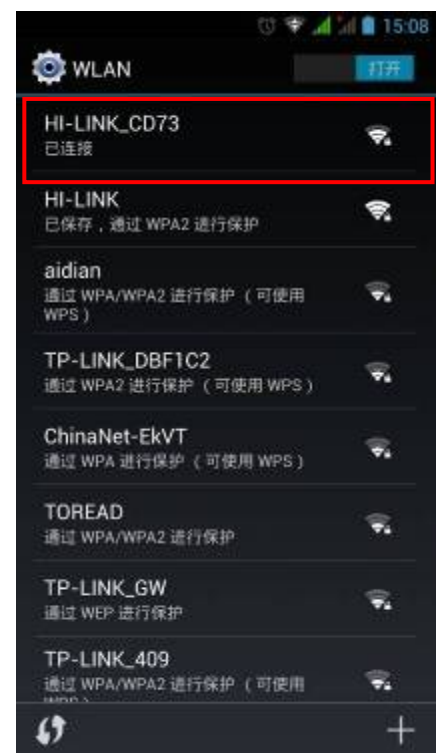 15:08
WLAN
打开
HI-LINK_CD73
已连接
HI-LINK
已保存，通过 WPA2 进行保护
aidian
通过 WPA/WPA2 进行保护 （可使用
WPS）
TP-LINK_DBF1C2
通过 WPA2 进行保护 （可使用 WPS）
ChinaNet-EkVT
通过 WPA 进行保护 （可使用 WPS）
TOREAD
通过 WPA/WPA2 进行保护
TP-LINK_GW
通过 WEP 进行保护
TP-LINK_409
通过 WPA/WPA2 进行保护 （可使用